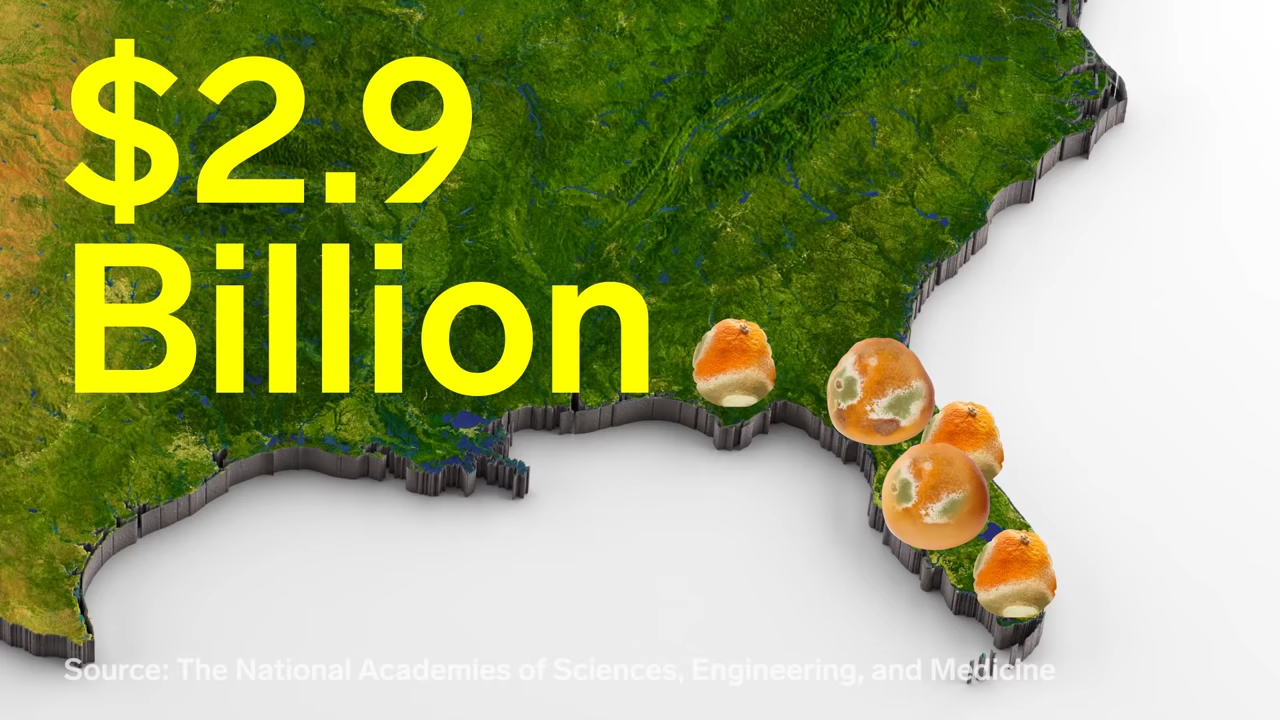 $2.9
Billion
Source: The National Academies of Sciences, Engineering, and Medicine